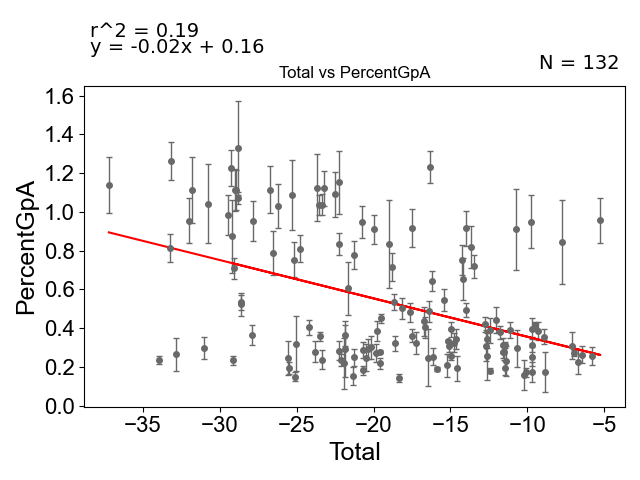 r^2 = 0.19
y = -0.02x + 0.16
N = 132
Total vs PercentGpA
PercentGpA
1.6
1.4
1.2
1.0
0.8
0.6
0.4
0.2
0.0
−35
−30
−25
−20
−15
−10
−5
Total